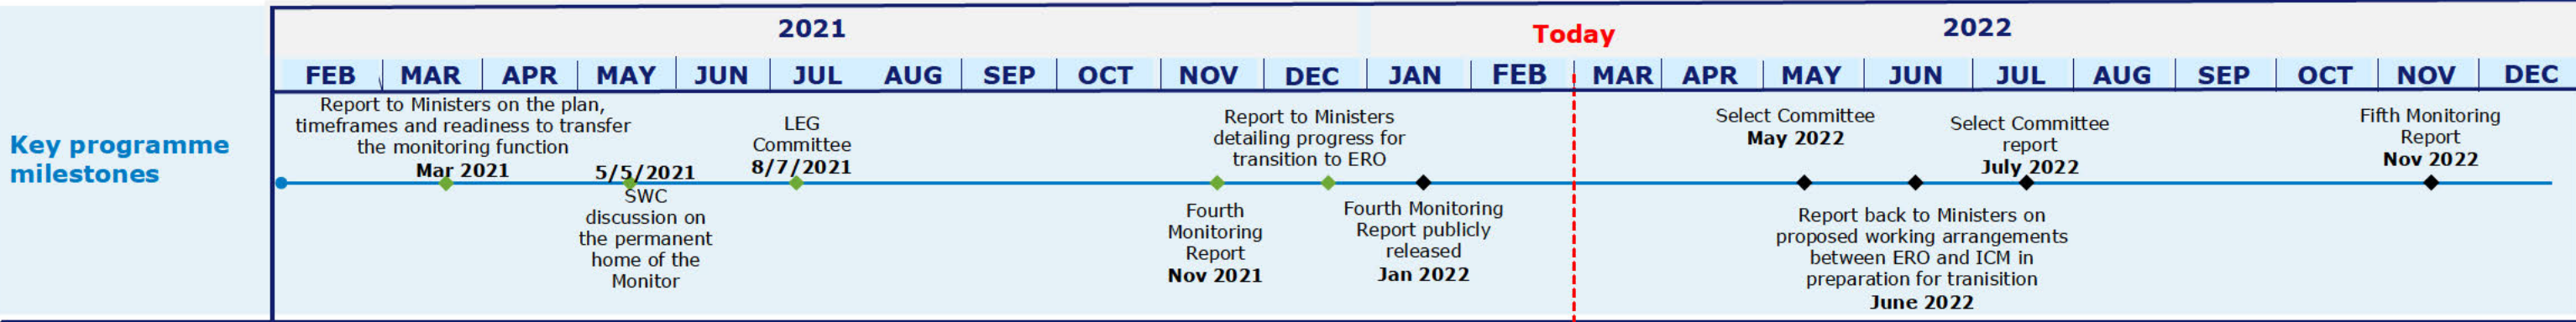 2021
Today
2022
FEB MAR APR MAY JUN JUL AUG SEP OCT NOV DEC JAN FEB MAR APR MAY JUN JUL AUG SEP OCT NOV DEC
Key programme
milestones
Report to Ministers on the plan,
timeframes and readiness to transfer
the monitoring function
Mar 2021
5/5/2021
SWC
discussion on
the permanent
home of the
Monitor
LEG
Committee
8/7/2021
Fourth
Monitoring
Report
Nov 2021
Report to Ministers
detailing progress for
transition to ERO
Fourth Monitoring
Report publicly
released
Jan 2022
Select Committee
May 2022
Report back to Ministers on
proposed working arrangements
between ERO and ICM in
preparation for tranisition
June 2022
Select Committee
report
July 2022
Fifth Monitoring
Report
Nov 2022